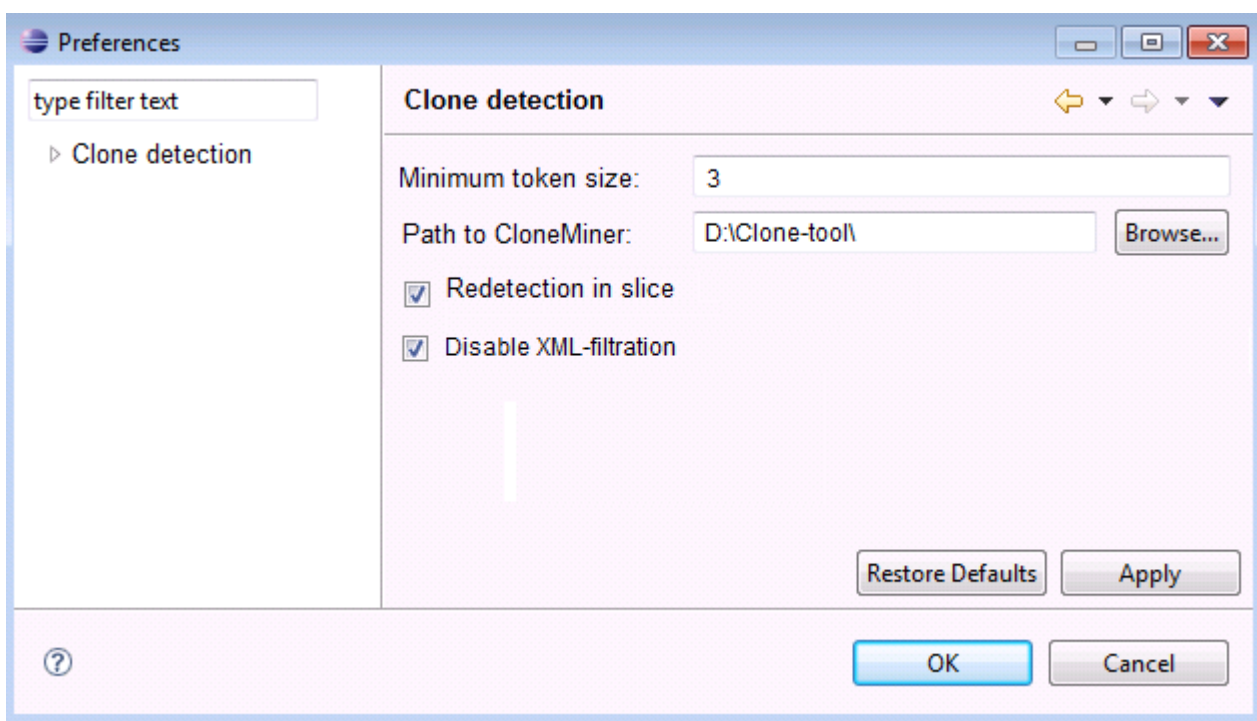 Preferences
type filter text
Clone detection
Clone detection
Minimum token size: 3
Path to CloneMiner: D:\Clone-tool\ Browse...
Redetection in slice
Disable XML-filtration
Restore Defaults Apply
? OK Cancel